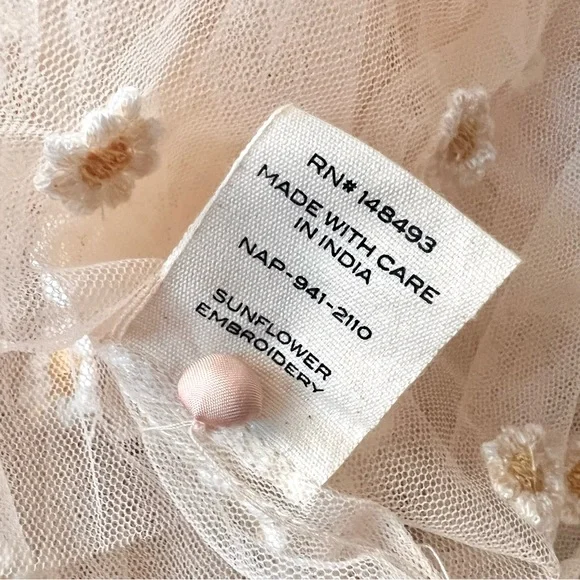 RN# 148493
MADE WITH CARE
IN INDIA
NAP-941-2110
SUNFLOWER
EMBROIDERY